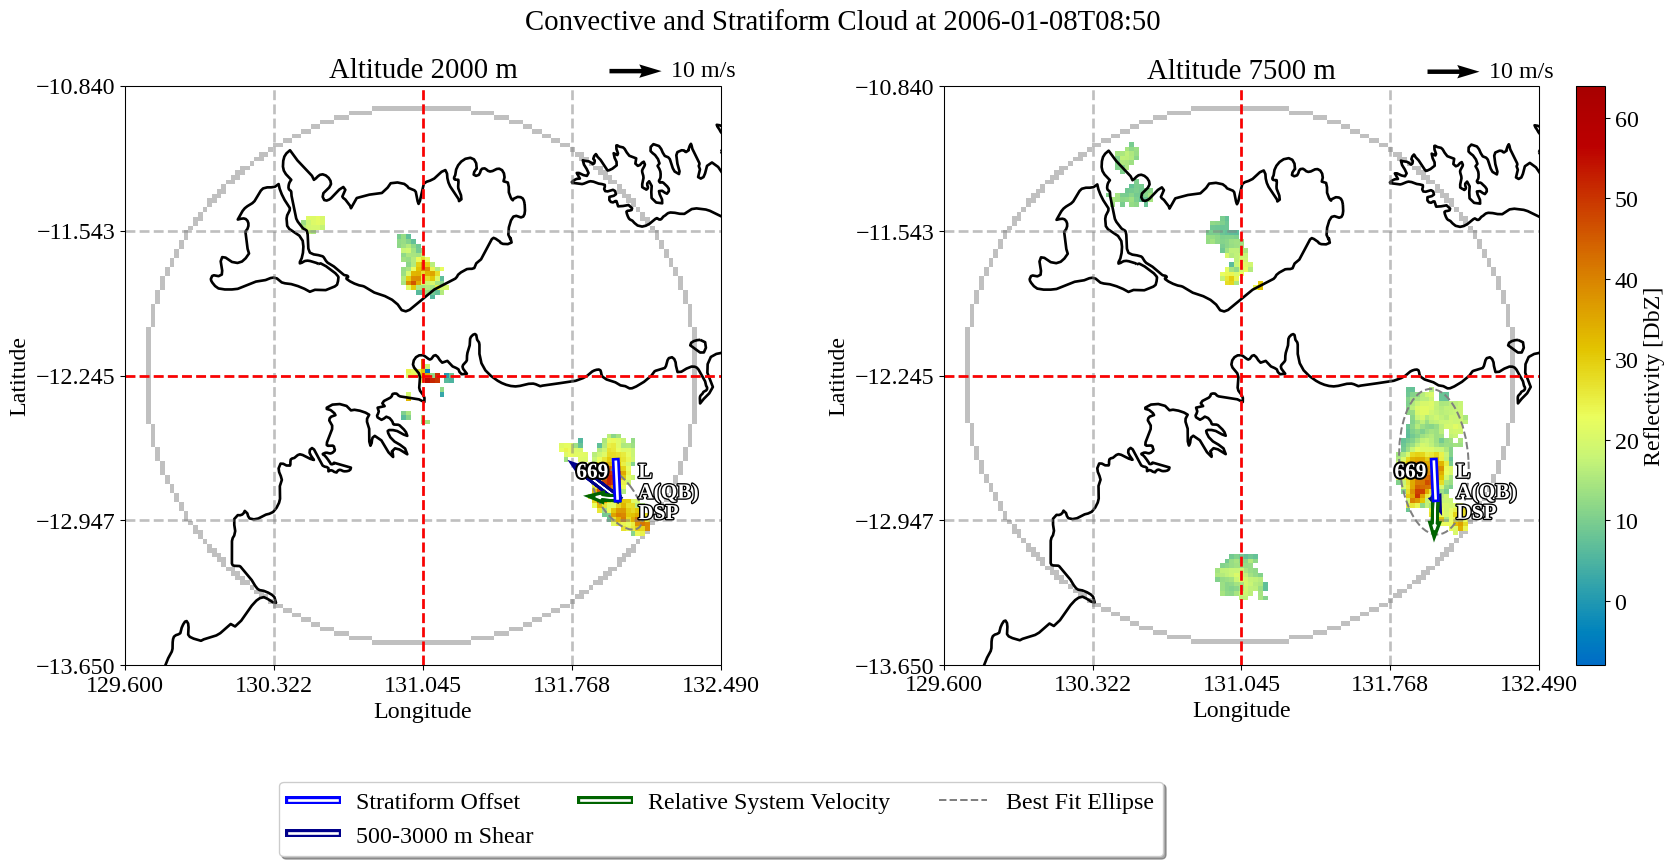 Convective and Stratiform Cloud at 2006-01-08T08:50
Altitude 2000 m
10 m/s
−10.840
−11.543
−12.245
−12.947
−13.650
129.600
130.322
131.045
131.768
132.490
Latitude
Longitude
669
L
A(QB)
DSP
Altitude 7500 m
10 m/s
−10.840
−11.543
−12.245
−12.947
−13.650
129.600
130.322
131.045
131.768
132.490
Latitude
Longitude
669
L
A(QB)
DSP
60
50
40
30
20
10
0
Reflectivity [DbZ]
Stratiform Offset
500-3000 m Shear
Relative System Velocity
Best Fit Ellipse